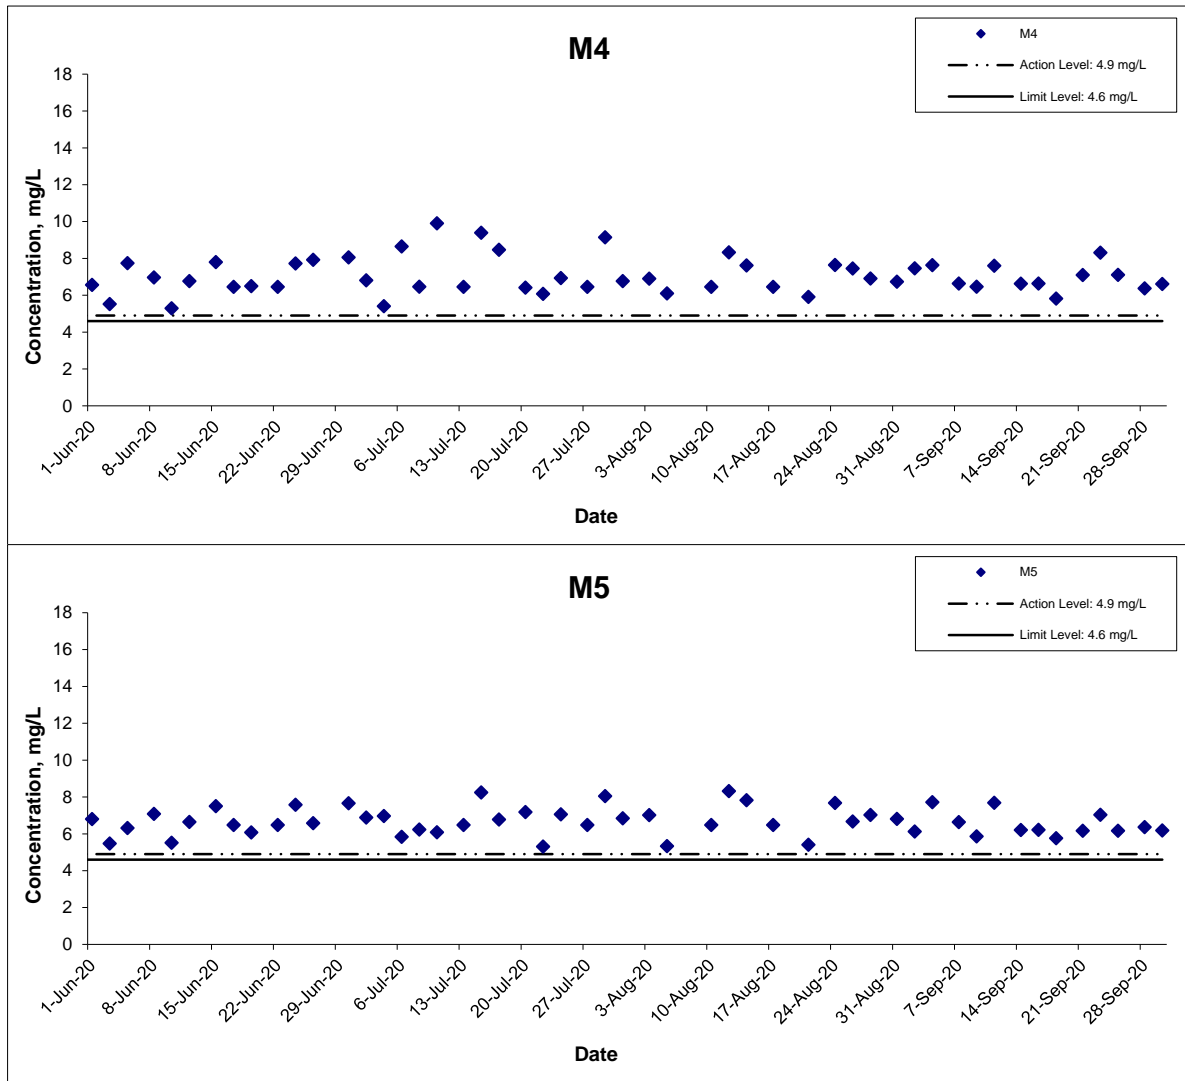 M4
M4
Action Level: 4.9 mg/L
Limit Level: 4.6 mg/L
Concentration, mg/L
18
16
14
12
10
8
6
4
2
0
1-Jun-20
8-Jun-20
15-Jun-20
22-Jun-20
29-Jun-20
6-Jul-20
13-Jul-20
20-Jul-20
27-Jul-20
3-Aug-20
10-Aug-20
17-Aug-20
24-Aug-20
31-Aug-20
7-Sep-20
14-Sep-20
21-Sep-20
28-Sep-20
Date
M5
M5
Action Level: 4.9 mg/L
Limit Level: 4.6 mg/L
Concentration, mg/L
18
16
14
12
10
8
6
4
2
0
1-Jun-20
8-Jun-20
15-Jun-20
22-Jun-20
29-Jun-20
6-Jul-20
13-Jul-20
20-Jul-20
27-Jul-20
3-Aug-20
10-Aug-20
17-Aug-20
24-Aug-20
31-Aug-20
7-Sep-20
14-Sep-20
21-Sep-20
28-Sep-20
Date